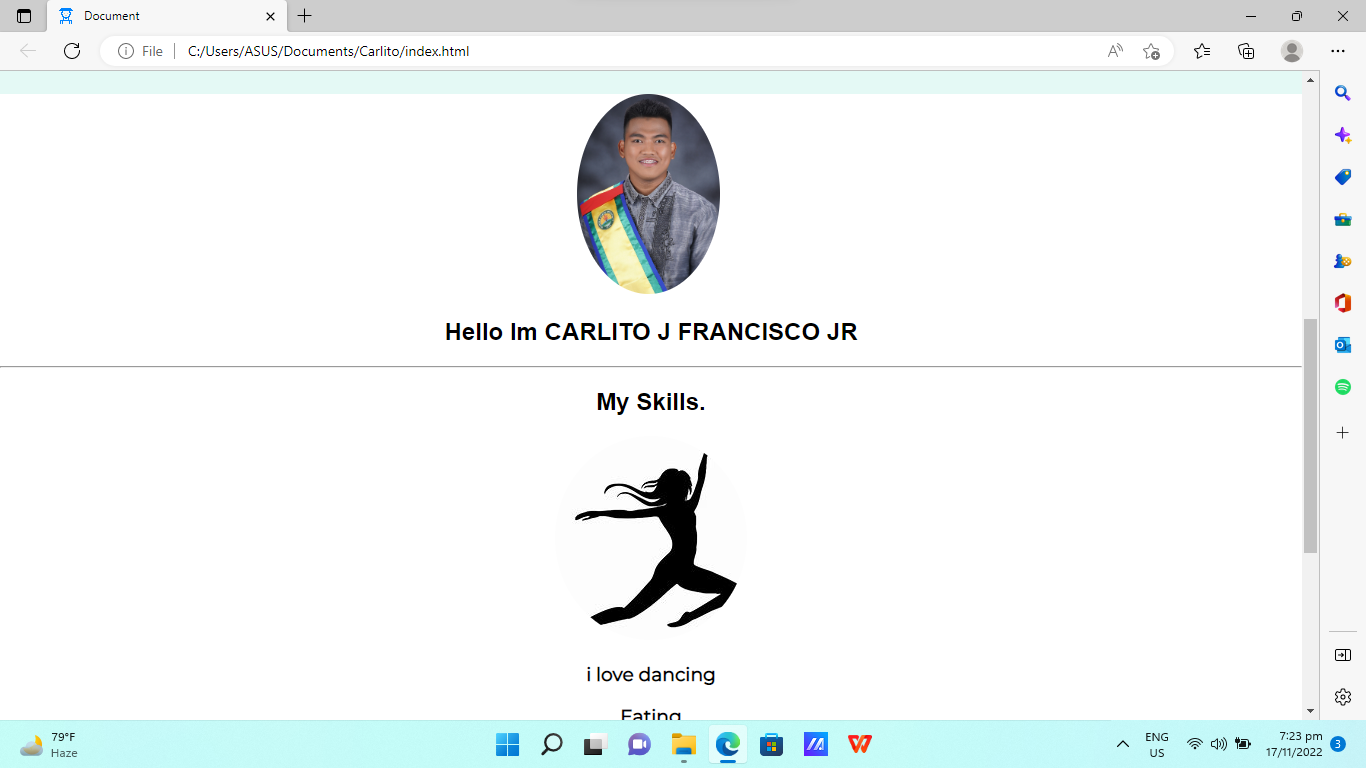 Document
File
C:/Users/ASUS/Documents/Carlito/index.html
Hello Im CARLITO J FRANCISCO JR
My Skills.
i love dancing
Eating
79°F
Haze
ENG
US
7:23 pm
17/11/2022
3